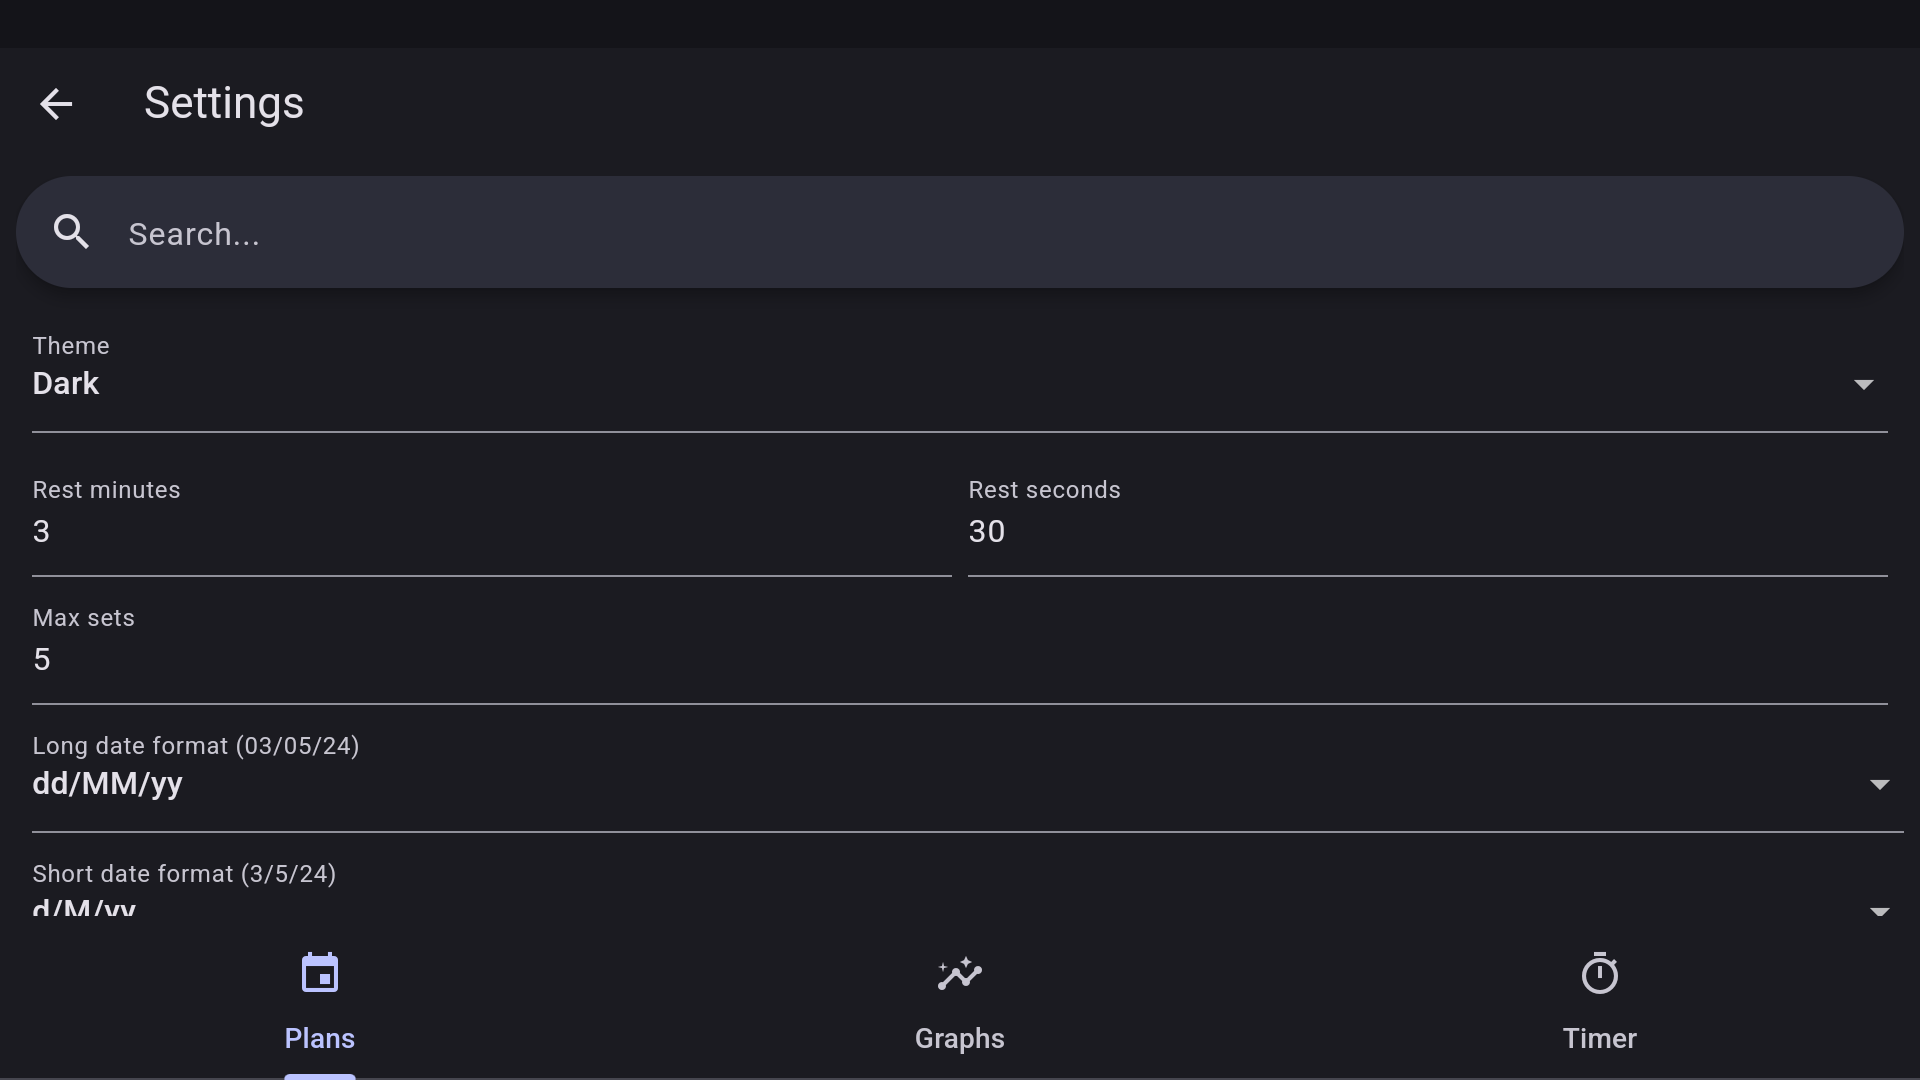 Settings
Search...
Theme
Dark
Rest minutes
3
Rest seconds
30
Max sets
5
Long date format (03/05/24)
dd/MM/yy
Short date format (3/5/24)
d/M/yy
Plans
Graphs
Timer